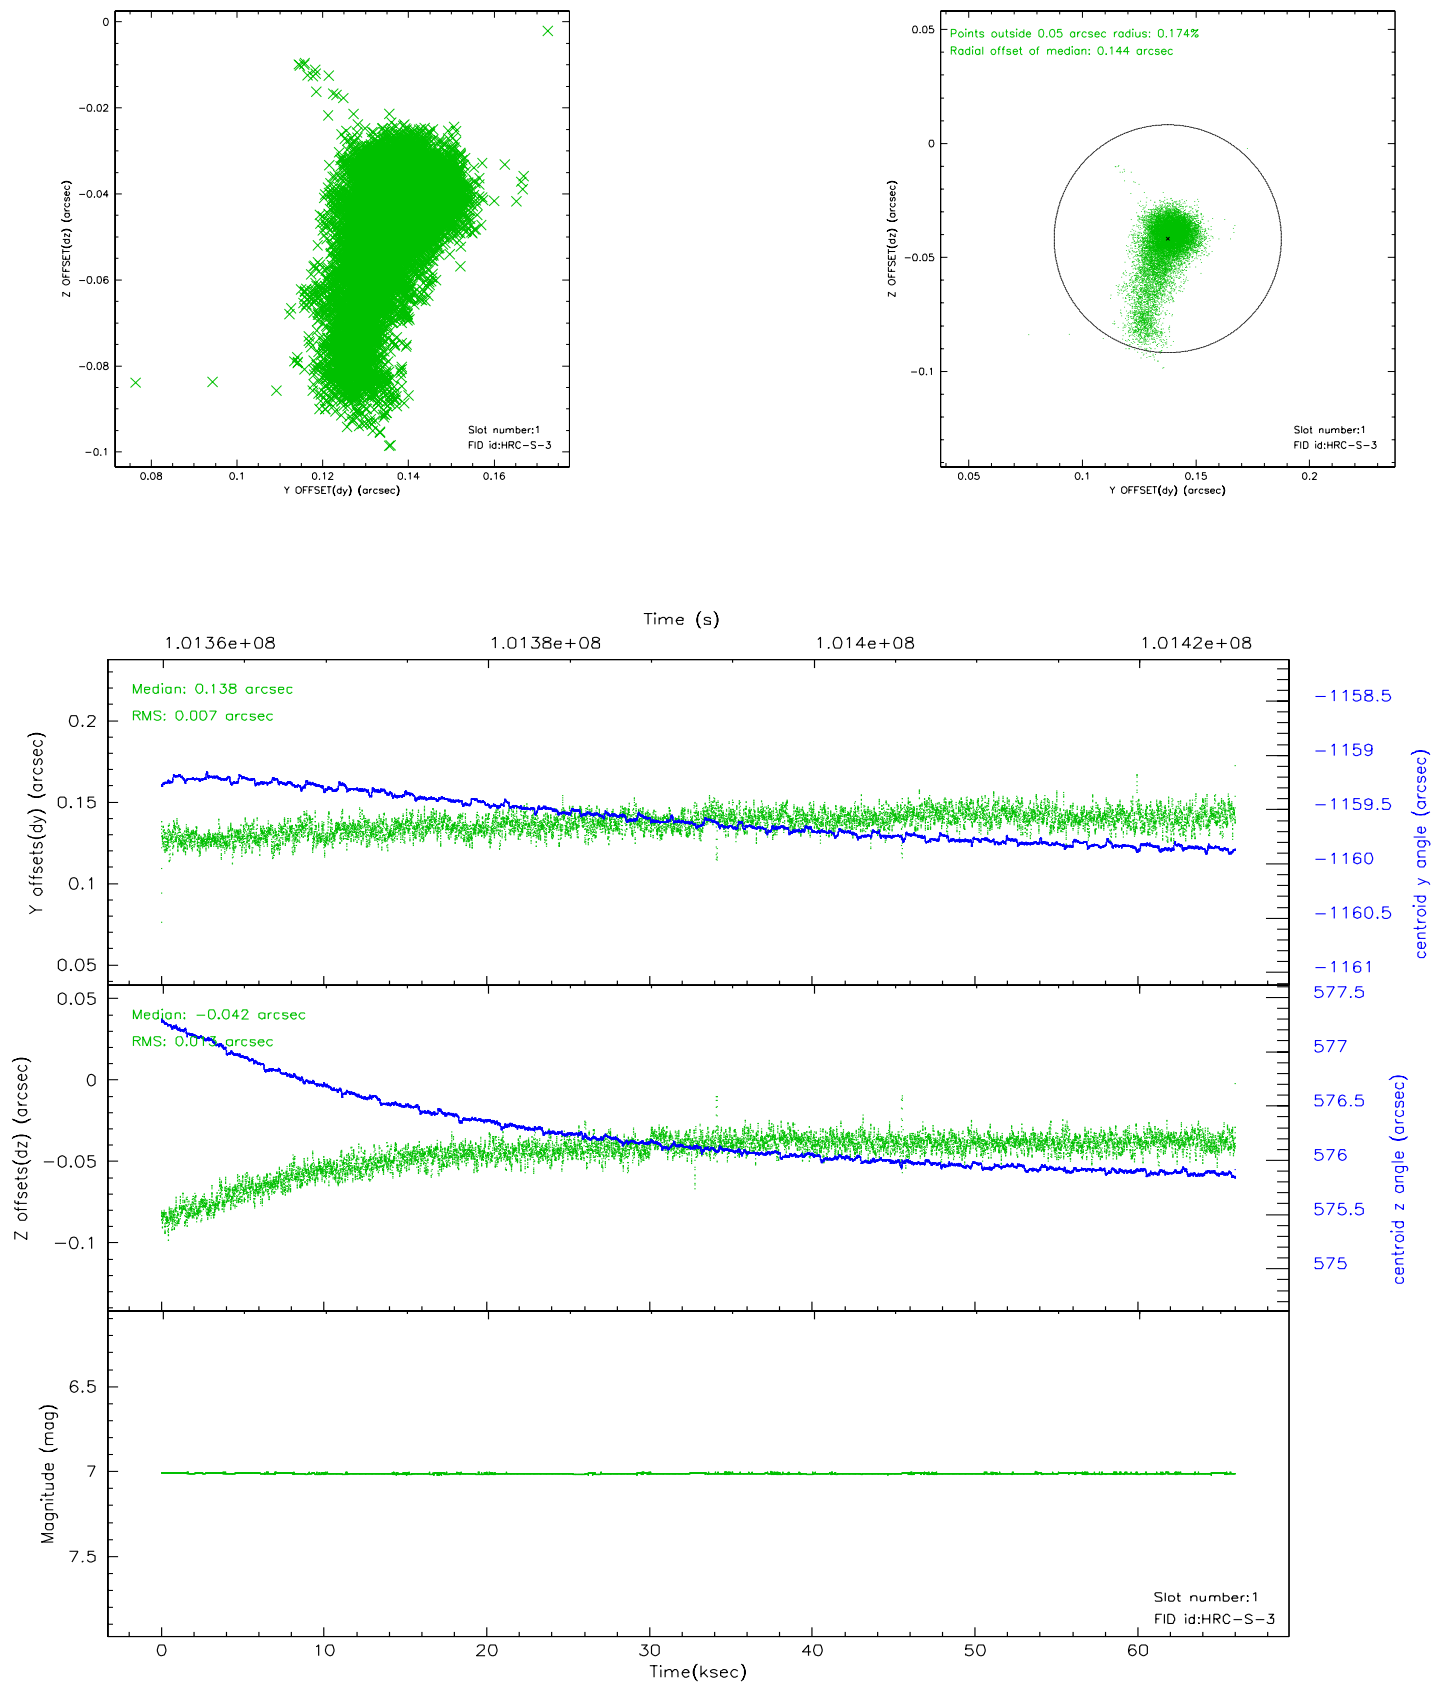 0
-0.02
-0.04
-0.06
-0.08
-0.1
Z OFFSET(dz) (arcsec)
0.08
0.1
0.12
0.14
0.16
Y OFFSET(dy) (arcsec)
Slot number:1
FID id:HRC-S-3
Points outside 0.05 arcsec radius: 0.174%
Radial offset of median: 0.144 arcsec
0.05
0
-0.05
-0.1
Z OFFSET(dz) (arcsec)
0.05
0.1
0.15
0.2
Y OFFSET(dy) (arcsec)
Slot number:1
FID id:HRC-S-3
Time (s)
1.0136e+08
1.0138e+08
1.014e+08
1.0142e+08
Median: 0.138 arcsec
RMS: 0.007 arcsec
0.2
0.15
0.1
0.05
Y offsets(dy) (arcsec)
-1158.5
-1159
-1159.5
-1160
-1160.5
-1161
centroid y angle (arcsec)
Median: -0.042 arcsec
RMS: 0.013 arcsec
0.05
0
-0.05
-0.1
Z offsets(dz) (arcsec)
577.5
577
576.5
576
575.5
575
centroid z angle (arcsec)
6.5
7
7.5
Magnitude (mag)
Slot number:1
FID id:HRC-S-3
0
10
20
30
40
50
60
Time(ksec)